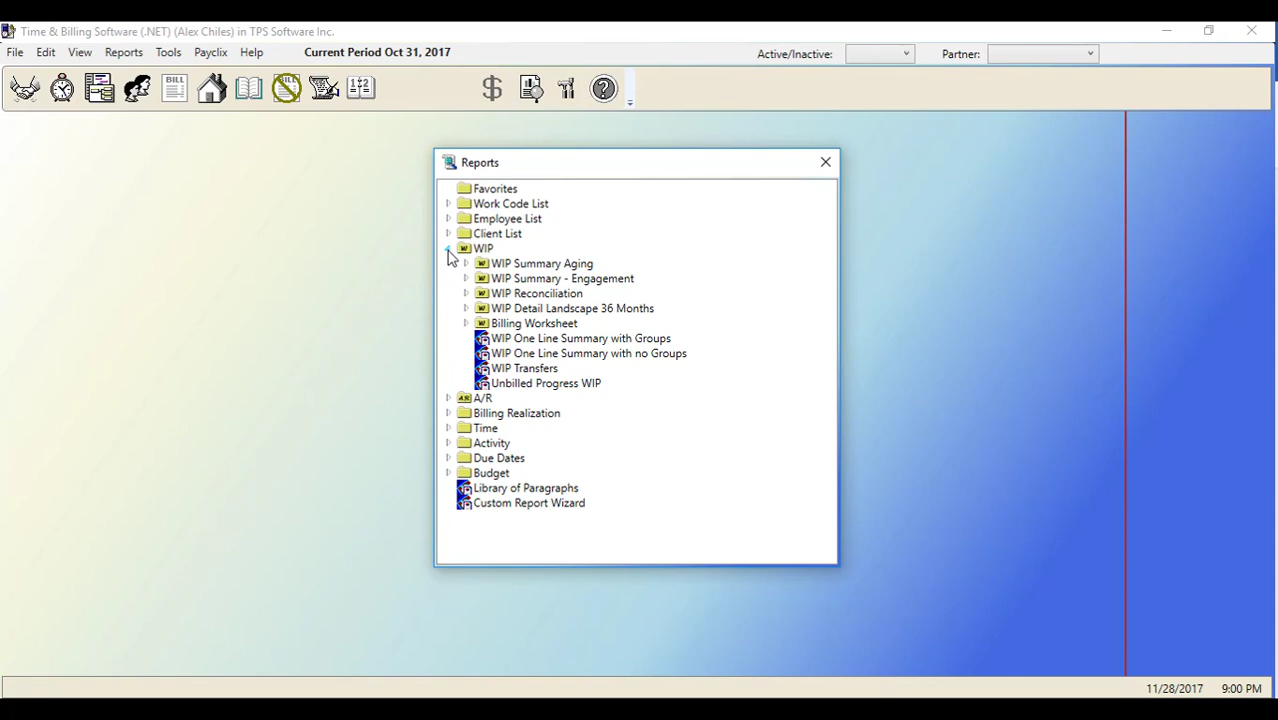 Time & Billing Software (.NET) (Alex Chiles) in TPS Software Inc.
File Edit View Reports Tools Payclix Help Current Period Oct 31, 2017 Active/Inactive: Partner:
BILL
Reports
Favorites
Work Code List
Employee List
Client List
WIP
WIP Summary Aging
WIP Summary - Engagement
WIP Reconciliation
WIP Detail Landscape 36 Months
Billing Worksheet
WIP One Line Summary with Groups
WIP One Line Summary with no Groups
WIP Transfers
Unbilled Progress WIP
A/R
Billing Realization
Time
Activity
Due Dates
Budget
Library of Paragraphs
Custom Report Wizard
11/28/2017 9:00 PM